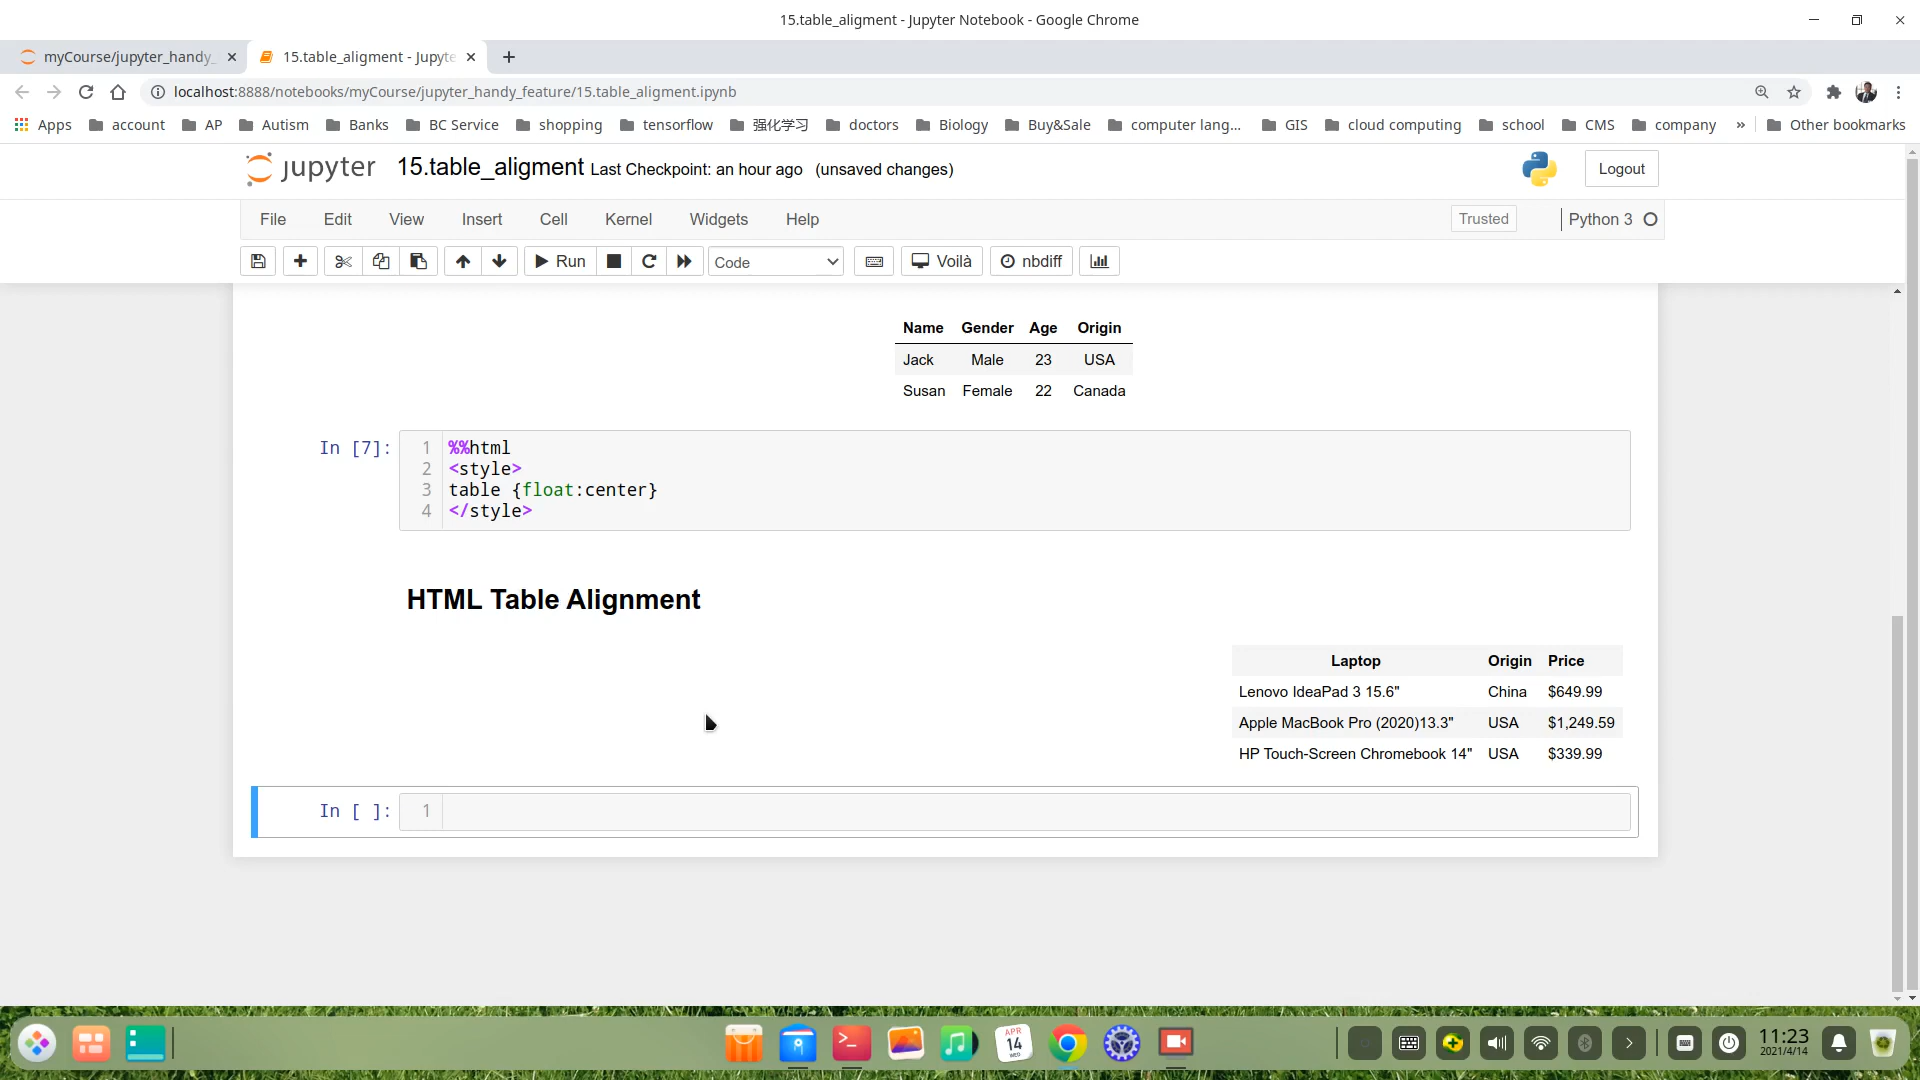 15.table_aligment - Jupyter Notebook - Google Chrome
myCourse/jupyter_handy_
15.table_aligment - Jupyte
localhost:8888/notebooks/myCourse/jupyter_handy_feature/15.table_aligment.ipynb
Apps account AP Autism Banks BC Service shopping tensorflow 强化学习 doctors Biology Buy&Sale computer lang... GIS cloud computing school CMS company » Other bookmarks
jupyter 15.table_aligment Last Checkpoint: an hour ago (unsaved changes) Logout
File Edit View Insert Cell Kernel Widgets Help Trusted Python 3
Run Code Voilà nbdiff
Name Gender Age Origin
Jack Male 23 USA
Susan Female 22 Canada
In [7]: 1 %%html
2 <style>
3 table {float:center}
4 </style>
HTML Table Alignment
Laptop Origin Price
Lenovo IdeaPad 3 15.6" China $649.99
Apple MacBook Pro (2020)13.3" USA $1,249.59
HP Touch-Screen Chromebook 14" USA $339.99
In [ ]: 1
APR
14
WED
11:23
2021/4/14